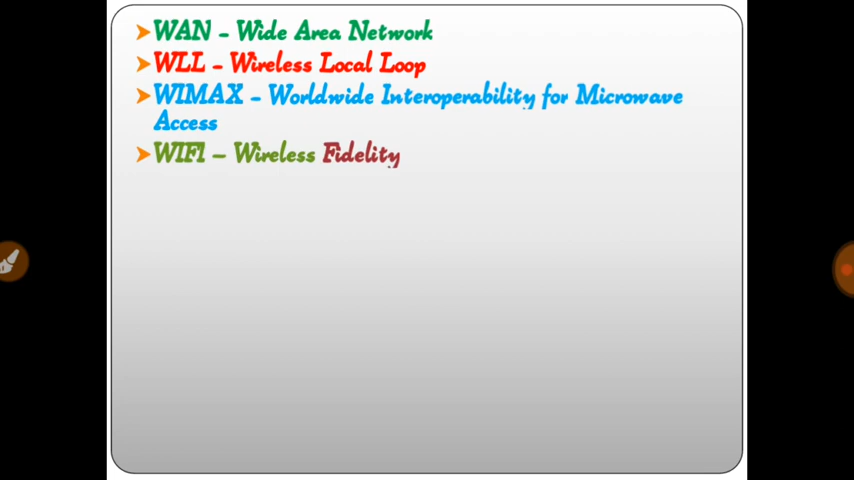 WAN - Wide Area Network
WLL - Wireless Local Loop
WIMAX - Worldwide Interoperability for Microwave
Access
WIFI – Wireless Fidelity